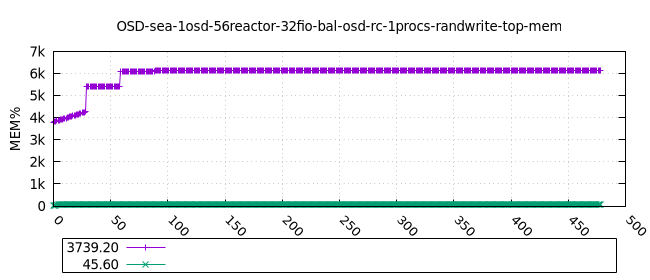 OSD-sea-1osd-56reactor-32fio-bal-osd-rc-1procs-randwrite-top-mem
7k
6k
5k
4k
3k
2k
1k
0
MEM%
0 50 100 150 200 250 300 350 400 450 500
3739.20
45.60